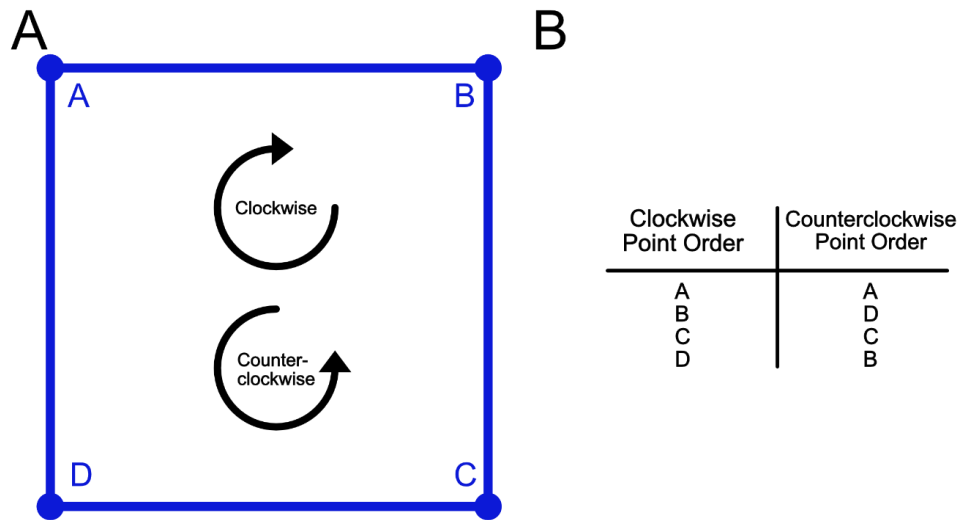 A
B
A
B
Clockwise
Counter-
clockwise
D
C
Clockwise
Point Order
Counterclockwise
Point Order
A A
B D
C C
D B